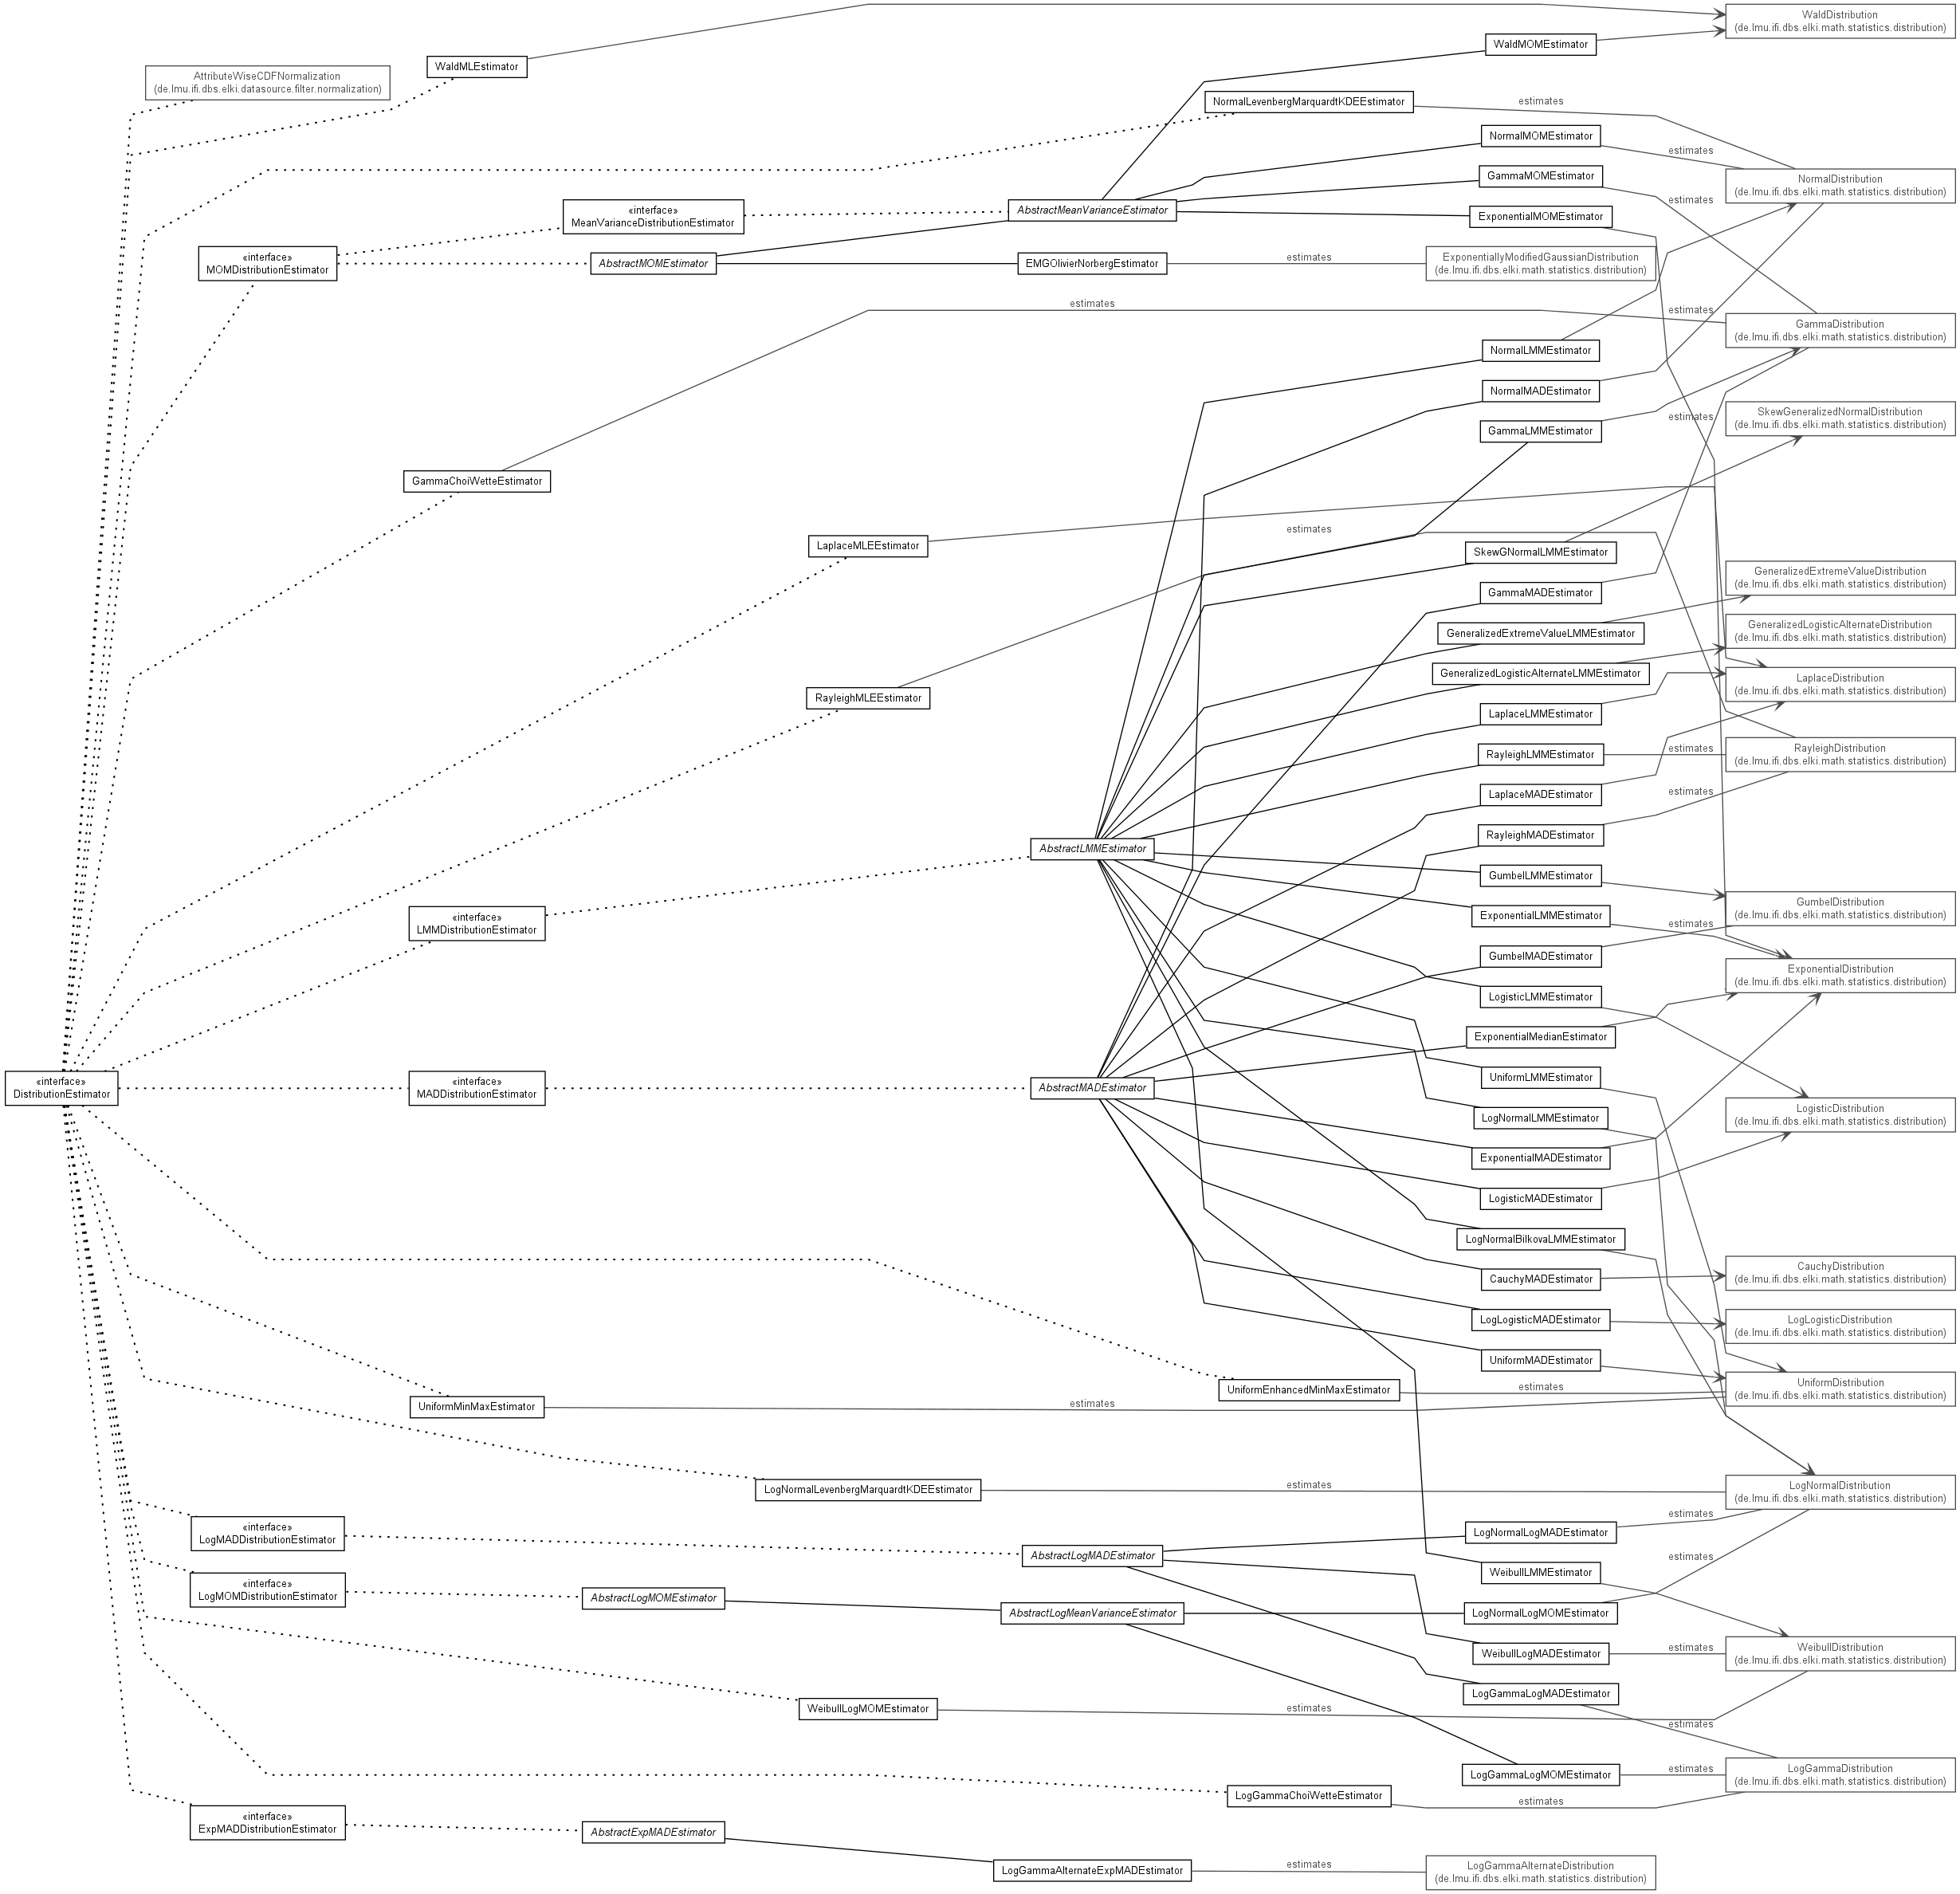 WaldDistribution
(de.lmu.ifi.dbs.elki.math.statistics.distribution)
WaldMOMEstimator
WaldMLEstimator
AttributeWiseCDFNormalization
(de.lmu.ifi.dbs.elki.datasource.filter.normalization)
NormalLevenbergMarquardtKDEEstimator
estimates
NormalMOMEstimator
estimates
GammaMOMEstimator
NormalDistribution
(de.lmu.ifi.dbs.elki.math.statistics.distribution)
estimates
«interface»
MeanVarianceDistributionEstimator
AbstractMeanVarianceEstimator
ExponentialMOMEstimator
«interface»
MOMDistributionEstimator
AbstractMOMEstimator
EMGOlivierNorbergEstimator
estimates
ExponentiallyModifiedGaussianDistribution
(de.lmu.ifi.dbs.elki.math.statistics.distribution)
estimates
estimates
GammaDistribution
(de.lmu.ifi.dbs.elki.math.statistics.distribution)
NormalLMMEstimator
NormalMADEstimator
estimates
SkewGeneralizedNormalDistribution
(de.lmu.ifi.dbs.elki.math.statistics.distribution)
GammaLMMEstimator
GammaChoiWetteEstimator
estimates
LaplaceMLEEstimator
SkewGNormalLMMEstimator
GeneralizedExtremeValueDistribution
(de.lmu.ifi.dbs.elki.math.statistics.distribution)
GammaMADEstimator
GeneralizedExtremeValueLMMEstimator
GeneralizedLogisticAlternateDistribution
(de.lmu.ifi.dbs.elki.math.statistics.distribution)
GeneralizedLogisticAlternateLMMEstimator
LaplaceDistribution
(de.lmu.ifi.dbs.elki.math.statistics.distribution)
RayleighMLEEstimator
LaplaceLMMEstimator
RayleighLMMEstimator
estimates
RayleighDistribution
(de.lmu.ifi.dbs.elki.math.statistics.distribution)
LaplaceMADEstimator
estimates
RayleighMADEstimator
AbstractLMMEstimator
GumbelLMMEstimator
GumbelDistribution
(de.lmu.ifi.dbs.elki.math.statistics.distribution)
«interface»
LMMDistributionEstimator
ExponentialLMMEstimator
estimates
GumbelMADEstimator
ExponentialDistribution
(de.lmu.ifi.dbs.elki.math.statistics.distribution)
LogisticLMMEstimator
ExponentialMedianEstimator
«interface»
DistributionEstimator
«interface»
MADDistributionEstimator
AbstractMADEstimator
UniformLMMEstimator
LogNormalLMMEstimator
LogisticDistribution
(de.lmu.ifi.dbs.elki.math.statistics.distribution)
ExponentialMADEstimator
LogisticMADEstimator
LogNormalBilkovaLMMEstimator
CauchyDistribution
(de.lmu.ifi.dbs.elki.math.statistics.distribution)
CauchyMADEstimator
LogLogisticMADEstimator
LogLogisticDistribution
(de.lmu.ifi.dbs.elki.math.statistics.distribution)
UniformMADEstimator
UniformEnhancedMinMaxEstimator
estimates
UniformDistribution
(de.lmu.ifi.dbs.elki.math.statistics.distribution)
UniformMinMaxEstimator
estimates
LogNormalLevenbergMarquardtKDEEstimator
estimates
LogNormalDistribution
(de.lmu.ifi.dbs.elki.math.statistics.distribution)
«interface»
LogMADDistributionEstimator
LogNormalLogMADEstimator
estimates
AbstractLogMADEstimator
estimates
WeibullLMMEstimator
«interface»
LogMOMDistributionEstimator
AbstractLogMOMEstimator
AbstractLogMeanVarianceEstimator
LogNormalLogMOMEstimator
WeibullLogMADEstimator
estimates
WeibullDistribution
(de.lmu.ifi.dbs.elki.math.statistics.distribution)
LogGammaLogMADEstimator
WeibullLogMOMEstimator
estimates
estimates
LogGammaLogMOMEstimator
estimates
LogGammaDistribution
(de.lmu.ifi.dbs.elki.math.statistics.distribution)
LogGammaChoiWetteEstimator
estimates
«interface»
ExpMADDistributionEstimator
AbstractExpMADEstimator
LogGammaAlternateExpMADEstimator
estimates
LogGammaAlternateDistribution
(de.lmu.ifi.dbs.elki.math.statistics.distribution)